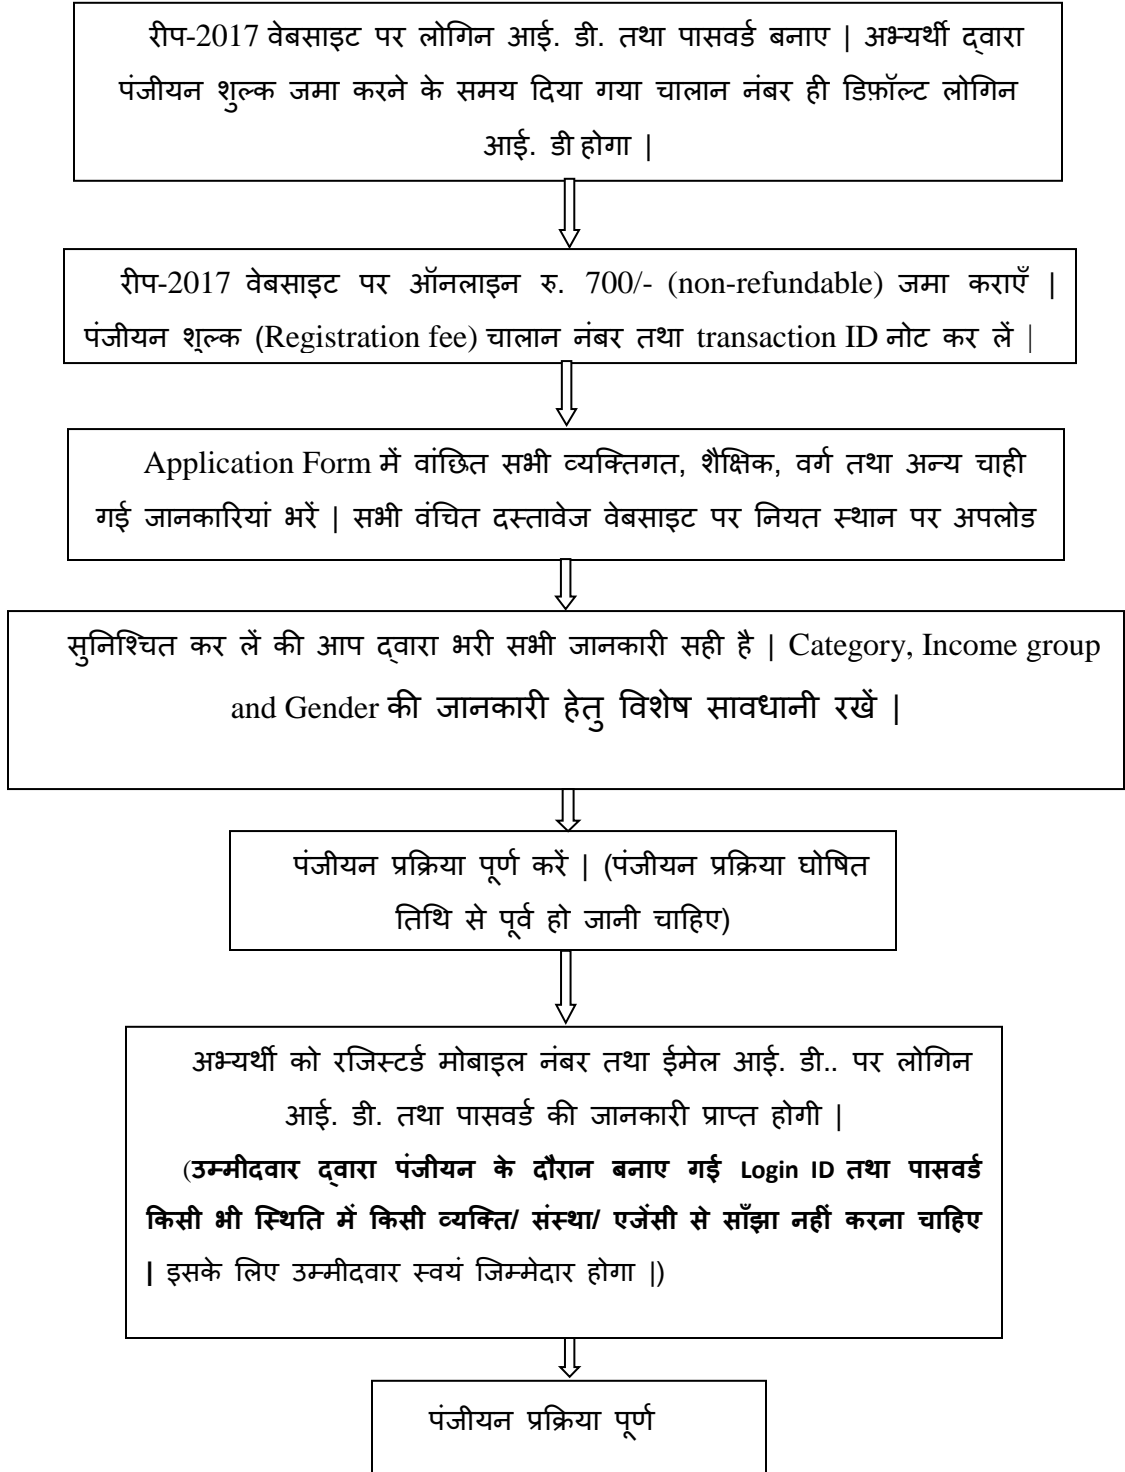 रीप-2017 वेबसाइट पर लोगिन आई. डी. तथा पासवर्ड बनाए | अभ्यर्थी द्वारा
पंजीयन शुल्क जमा करने के समय दिया गया चालान नंबर ही डिफ़ॉल्ट लोगिन
आई. डी होगा |
रीप-2017 वेबसाइट पर ऑनलाइन रु. 700/- (non-refundable) जमा कराएँ |
पंजीयन शुल्क (Registration fee) चालान नंबर तथा transaction ID नोट कर लें |
Application Form में वांछित सभी व्यक्तिगत, शैक्षिक, वर्ग तथा अन्य चाही
गई जानकारियां भरें | सभी वंचित दस्तावेज वेबसाइट पर नियत स्थान पर अपलोड
सुनिश्चित कर लें की आप द्वारा भरी सभी जानकारी सही है | Category, Income group
and Gender की जानकारी हेतु विशेष सावधानी रखें |
पंजीयन प्रक्रिया पूर्ण करें | (पंजीयन प्रक्रिया घोषित
तिथि से पूर्व हो जानी चाहिए)
अभ्यर्थी को रजिस्टर्ड मोबाइल नंबर तथा ईमेल आई. डी.. पर लोगिन
आई. डी. तथा पासवर्ड की जानकारी प्राप्त होगी |
(उम्मीदवार द्वारा पंजीयन के दौरान बनाए गई Login ID तथा पासवर्ड
किसी भी स्थिति में किसी व्यक्ति/ संस्था/ एजेंसी से साँझा नहीं करना चाहिए
| इसके लिए उम्मीदवार स्वयं जिम्मेदार होगा |)
पंजीयन प्रक्रिया पूर्ण